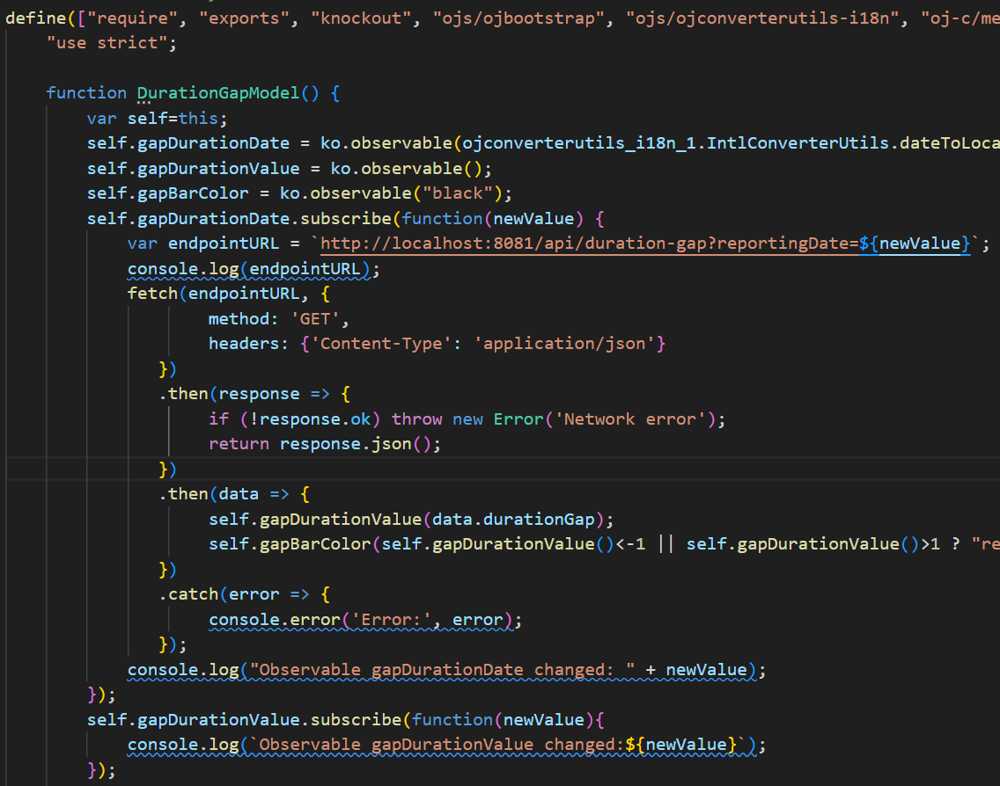 define(["require", "exports", "knockout", "ojs/ojbootstrap", "ojs/ojconverterutils-i18n", "oj-c/me
"use strict";
function DurationGapModel() {
var self=this;
self.gapDurationDate = ko.observable(ojconverterutils_i18n_1.IntlConverterUtils.dateToLoca
self.gapDurationValue = ko.observable();
self.gapBarColor = ko.observable("black");
self.gapDurationDate.subscribe(function(newValue) {
var endpointURL = `http://localhost:8081/api/duration-gap?reportingDate=${newValue}`;
console.log(endpointURL);
fetch(endpointURL, {
method: 'GET',
headers: {'Content-Type': 'application/json'}
})
.then(response => {
if (!response.ok) throw new Error('Network error');
return response.json();
})
.then(data => {
self.gapDurationValue(data.durationGap);
self.gapBarColor(self.gapDurationValue()<-1 || self.gapDurationValue()>1 ? "re
})
.catch(error => {
console.error('Error:', error);
});
console.log("Observable gapDurationDate changed: " + newValue);
});
self.gapDurationValue.subscribe(function(newValue){
console.log(`Observable gapDurationValue changed:${newValue}`);
});